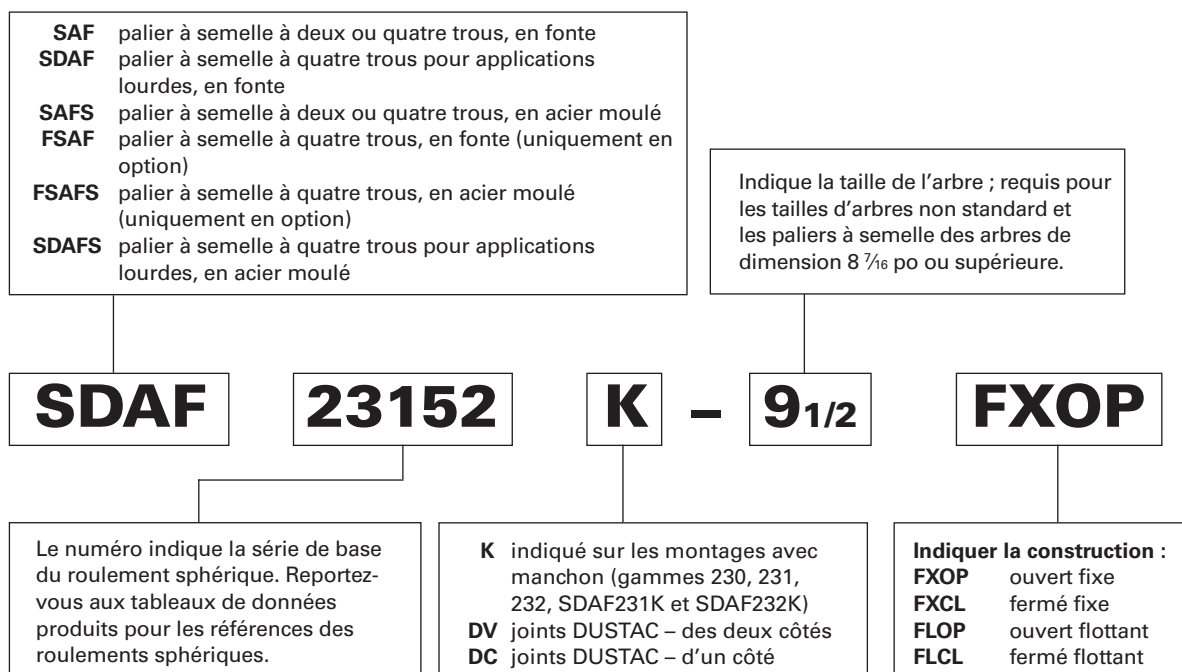 SAF palier à semelle à deux ou quatre trous, en fonte
SDAF palier à semelle à quatre trous pour applications
lourdes, en fonte
SAFS palier à semelle à deux ou quatre trous, en acier moulé
FSAF palier à semelle à quatre trous, en fonte (uniquement en
option)
FSAFS palier à semelle à quatre trous, en acier moulé
(uniquement en option)
SDAFS palier à semelle à quatre trous pour applications
lourdes, en acier moulé
Indique la taille de l'arbre ; requis pour
les tailles d'arbres non standard et
les paliers à semelle des arbres de
dimension 8 7/16 po ou supérieure.
SDAF 23152 K – 9 1/2 FXOP
Le numéro indique la série de base
du roulement sphérique. Reportez-
vous aux tableaux de données
produits pour les références des
roulements sphériques.
K indiqué sur les montages avec
manchon (gammes 230, 231,
232, SDAF231K et SDAF232K)
DV joints DUSTAC – des deux côtés
DC joints DUSTAC – d'un côté
Indiquer la construction :
FXOP ouvert fixe
FXCL fermé fixe
FLOP ouvert flottant
FLCL fermé flottant